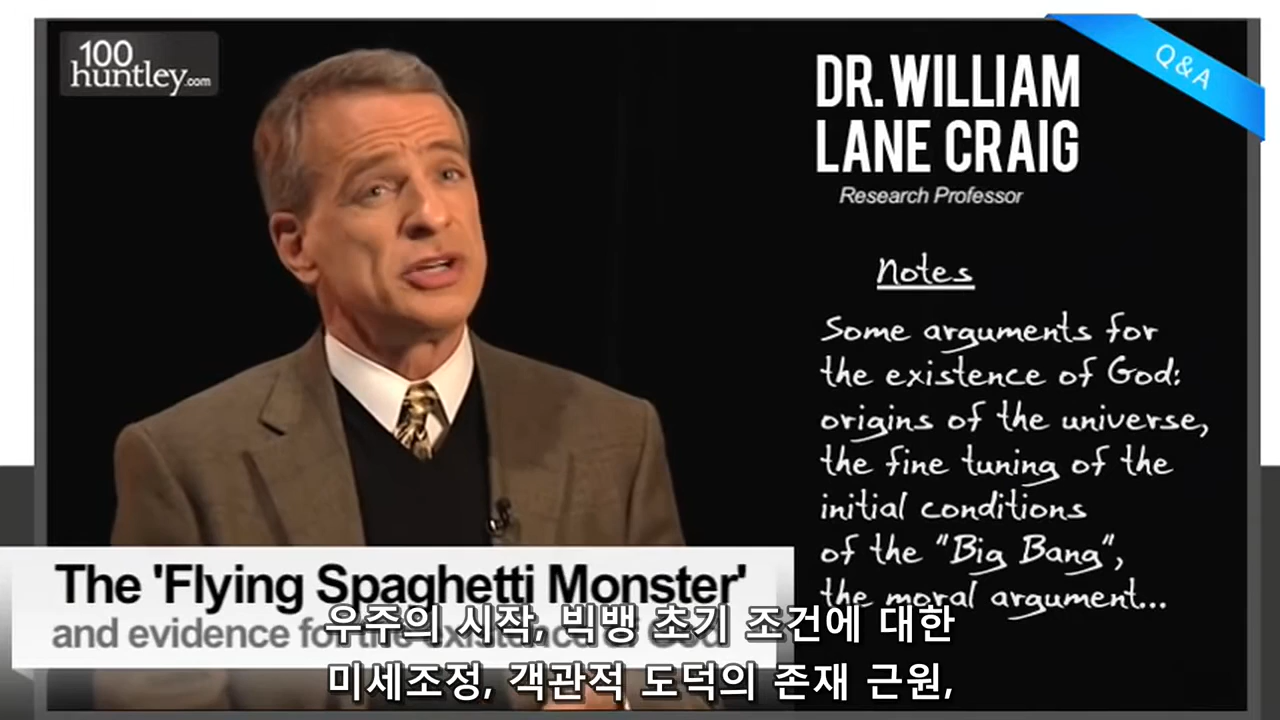 100
huntley.com
Q&A
DR. WILLIAM
LANE CRAIG
Research Professor
Notes
Some arguments for
the existence of God:
origins of the universe,
the fine tuning of the
initial conditions
of the "Big Bang",
the moral argument...
The 'Flying Spaghetti Monster'
and evidence for the existence of God
우주의 시작, 빅뱅 초기 조건에 대한
미세조정, 객관적 도덕의 존재 근원,